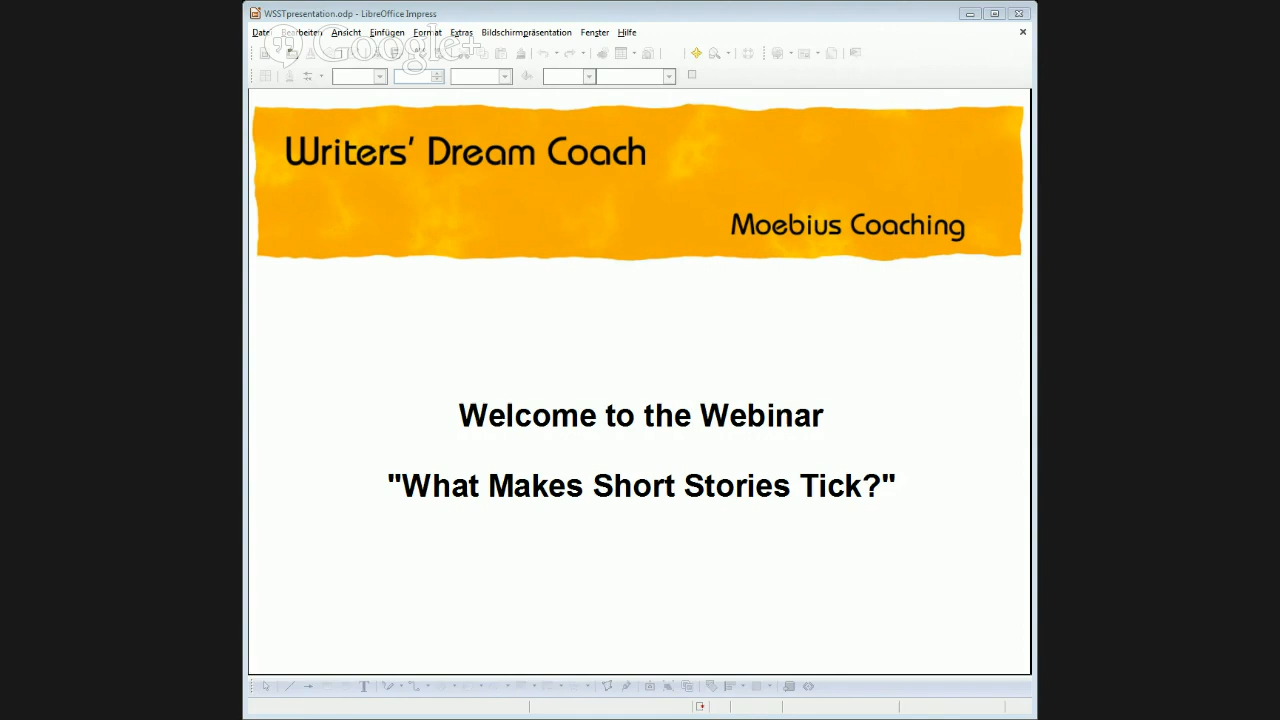 WSSTpresentation.odp - LibreOffice Impress
Datei Bearbeiten Ansicht Einfügen Format Extras Bildschirmpräsentation Fenster Hilfe
Google+
Writers' Dream Coach
Moebius Coaching
Welcome to the Webinar
"What Makes Short Stories Tick?"